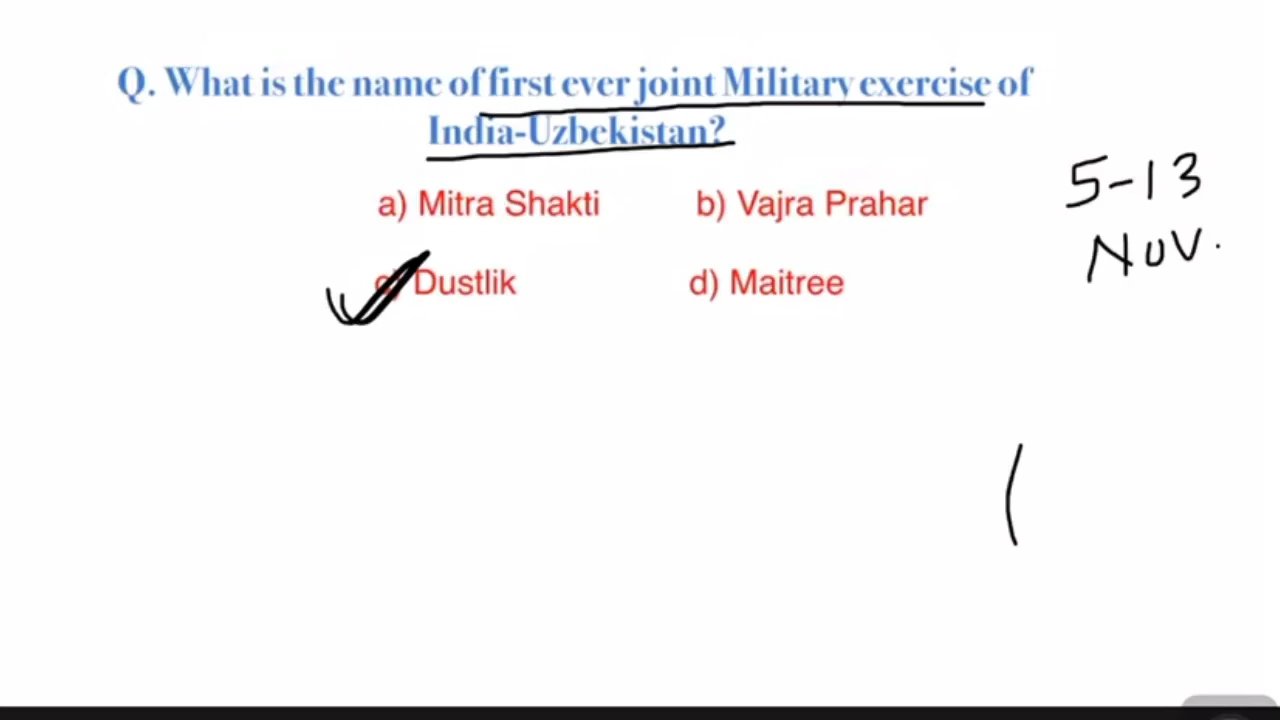 Q. What is the name of first ever joint Military exercise of
India-Uzbekistan?
a) Mitra Shakti b) Vajra Prahar
c) Dustlik d) Maitree
5-13
Nov.